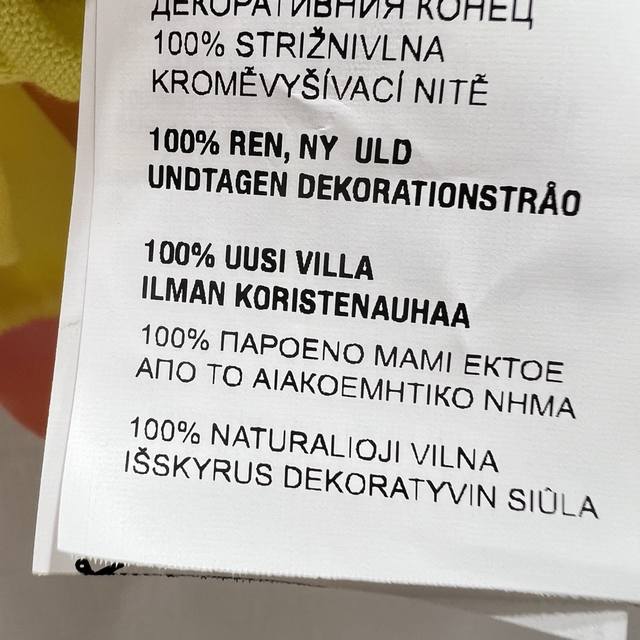 ДЕКОРАТИВНИЯ КОНЕЦ
100% STRIŽNIVLNA
KROMĚVYŠÍVACÍ NITĚ
100% REN, NY ULD
UNDTAGEN DEKORATIONSTRÅO
100% UUSI VILLA
ILMAN KORISTENAUHAA
100% ΠΑΡΟΕΝΟ ΜΑΜΙ ΕΚΤΟΕ
ΑΠΟ ΤΟ ΑΙΑΚΟΕΜΗΤΙΚΟ ΝΗΜΑ
100% NATURALIOJI VILNA
IŠSKYRUS DEKORATYVIN SIŪLA